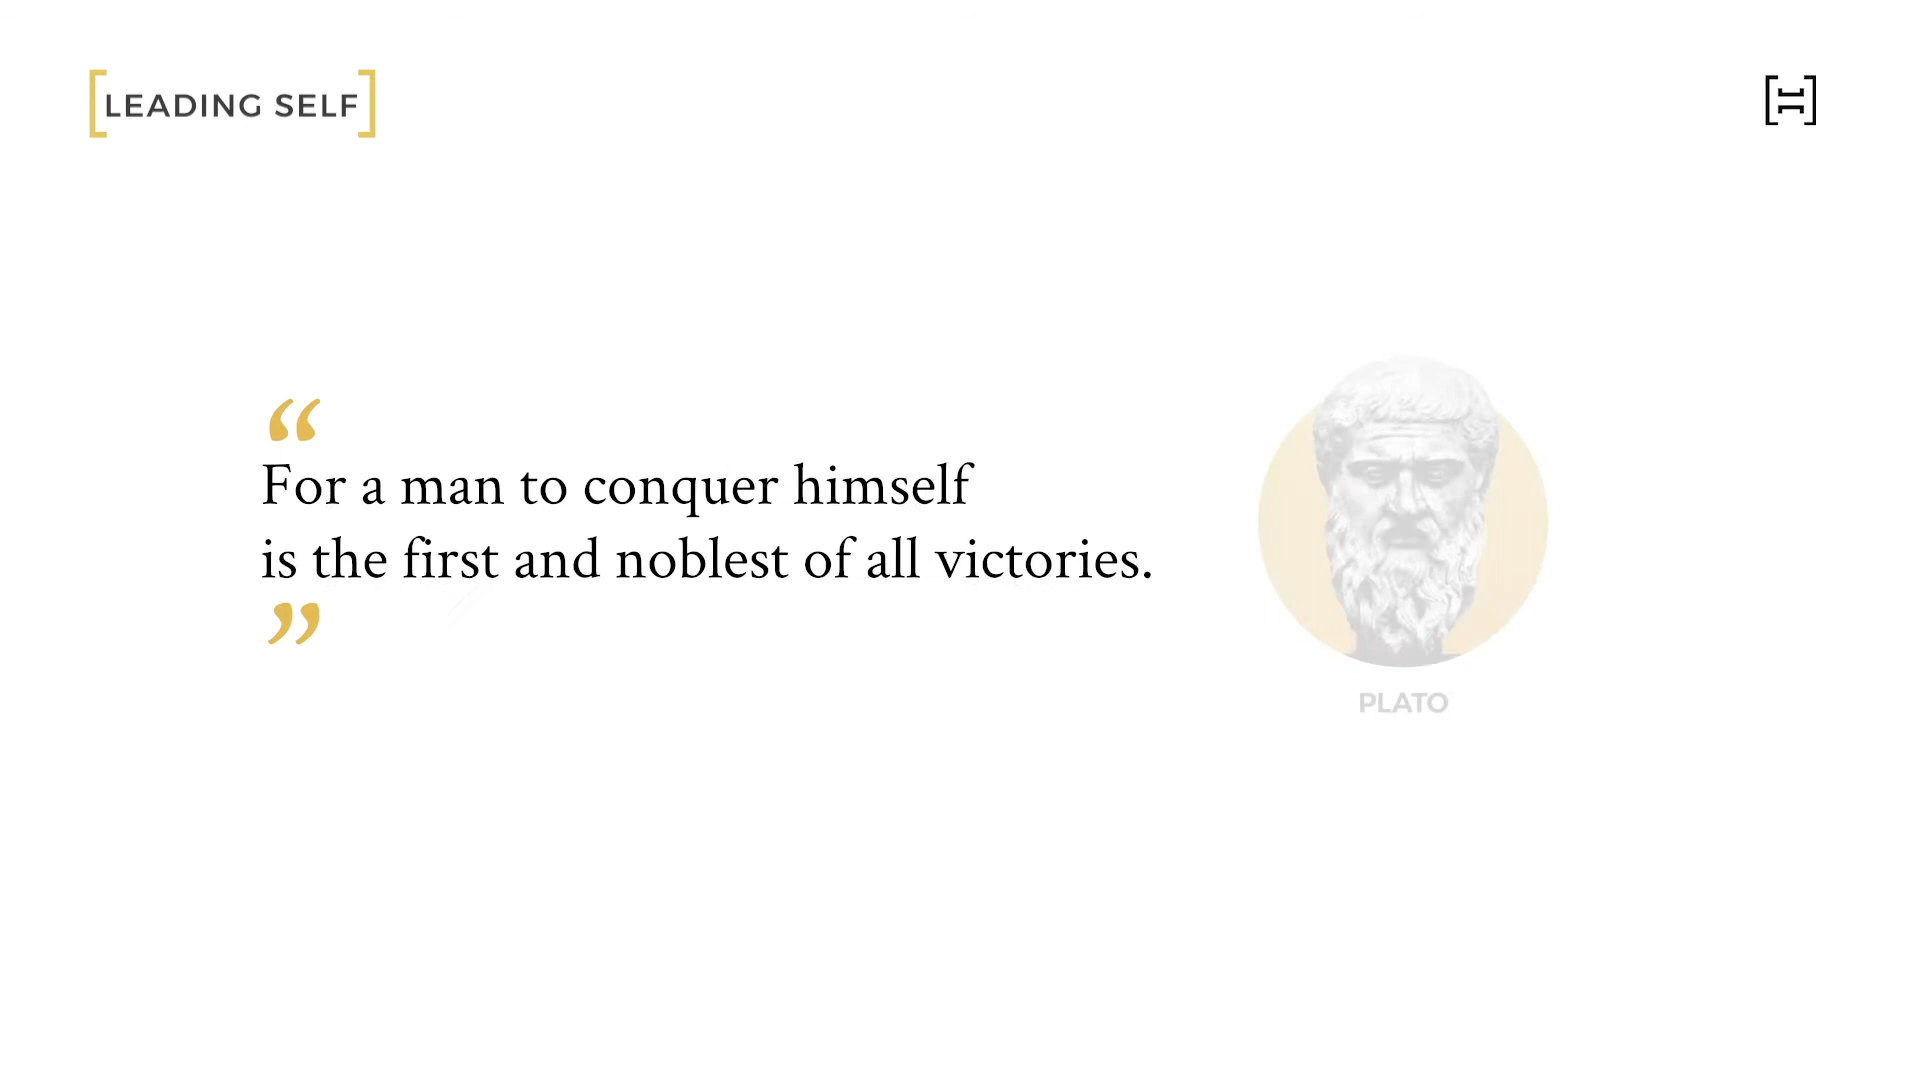 [LEADING SELF]
[H]
“
For a man to conquer himself
is the first and noblest of all victories.
”
PLATO